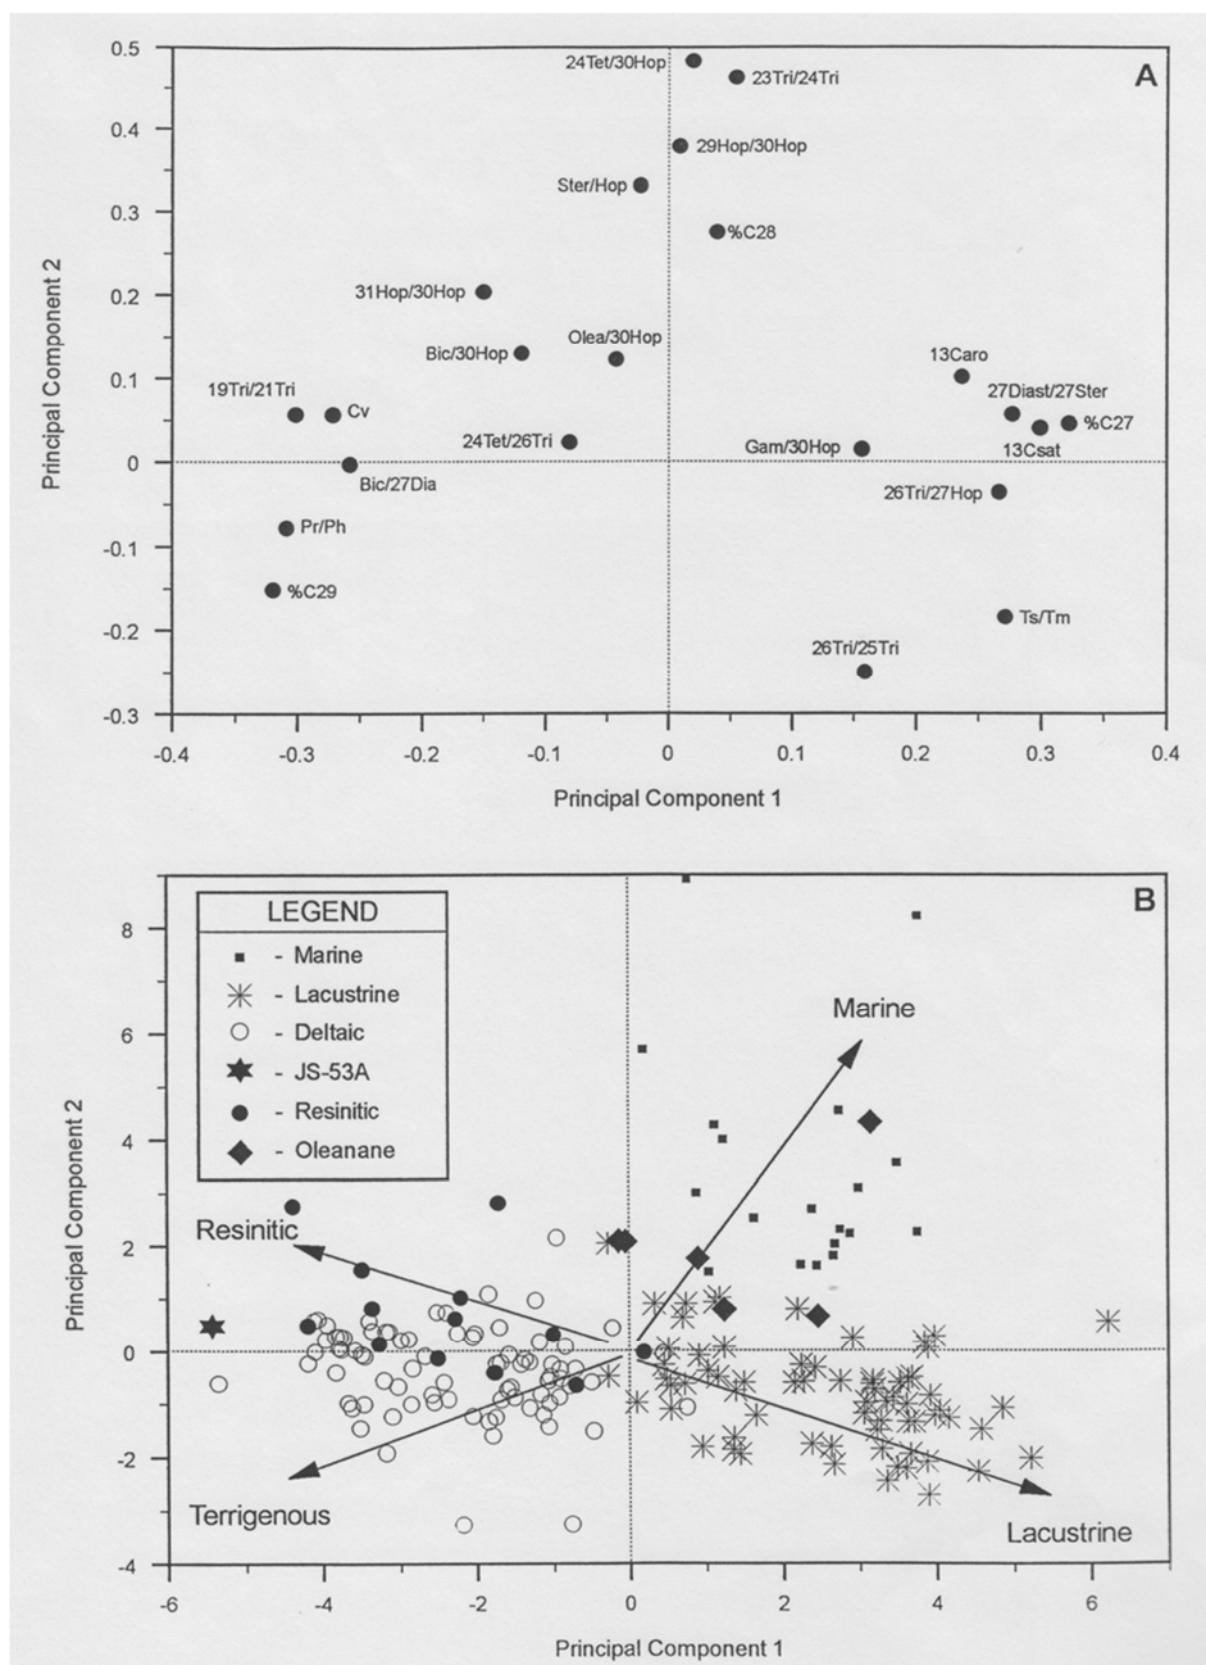 A
0.5
0.4
0.3
0.2
0.1
0
-0.1
-0.2
-0.3
Principal Component 2
24Tet/30Hop
23Tri/24Tri
29Hop/30Hop
Ster/Hop
%C28
31Hop/30Hop
Olea/30Hop
Bic/30Hop
13Caro
19Tri/21Tri
Cv
27Diast/27Ster
%C27
24Tet/26Tri
Gam/30Hop
13Csat
Bic/27Dia
26Tri/27Hop
Pr/Ph
%C29
Ts/Tm
26Tri/25Tri
-0.4 -0.3 -0.2 -0.1 0 0.1 0.2 0.3 0.4
Principal Component 1
B
LEGEND
- Marine
- Lacustrine
- Deltaic
- JS-53A
- Resinitic
- Oleanane
8
6
4
2
0
-2
-4
Principal Component 2
Marine
Resinitic
Terrigenous
Lacustrine
-6 -4 -2 0 2 4 6
Principal Component 1